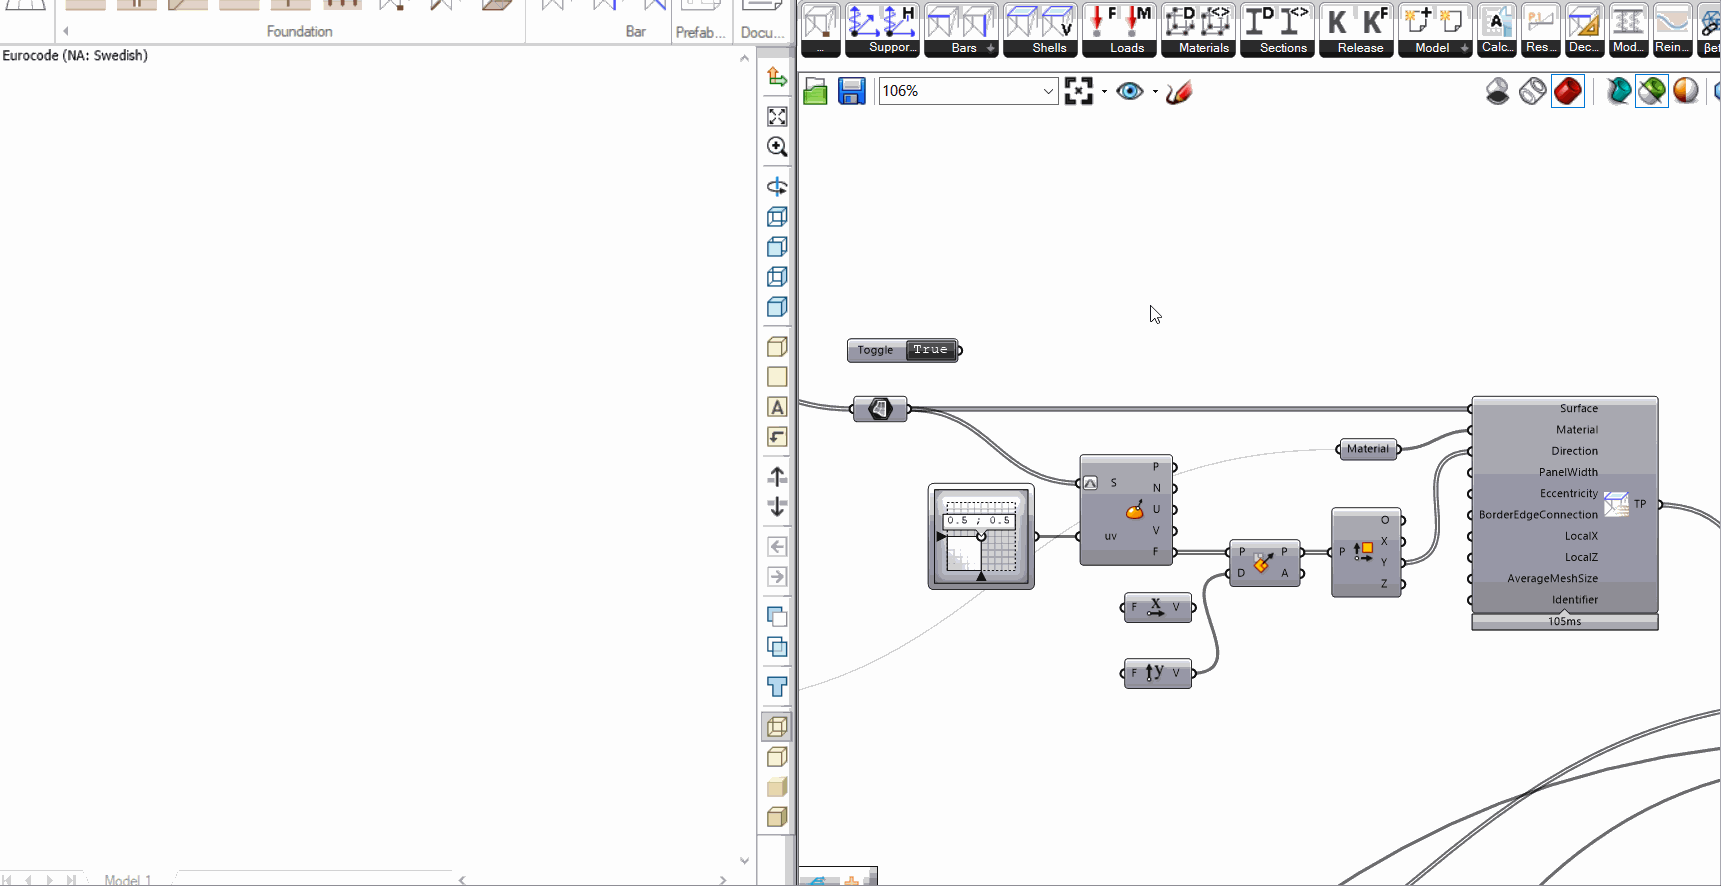 Foundation
Bar
Prefab...
Docu...
Eurocode (NA: Swedish)
A
Model 1
H
F
M
D
<>
D
<>
K
K F
V
A
...
Suppor...
Bars +
Shells
Loads
Materials
Sections
Release
Model +
Calc...
Res...
Dec...
Mod...
Rein...
106%
Toggle True
Surface
Material
Direction
PanelWidth
Eccentricity
BorderEdgeConnection
LocalX
LocalZ
AverageMeshSize
Identifier
TP
105ms
Material
P
S N
U
V
uv
F
0.5 ; 0.5
P P
D A
O
X
P
Y
Z
F X V
F y V